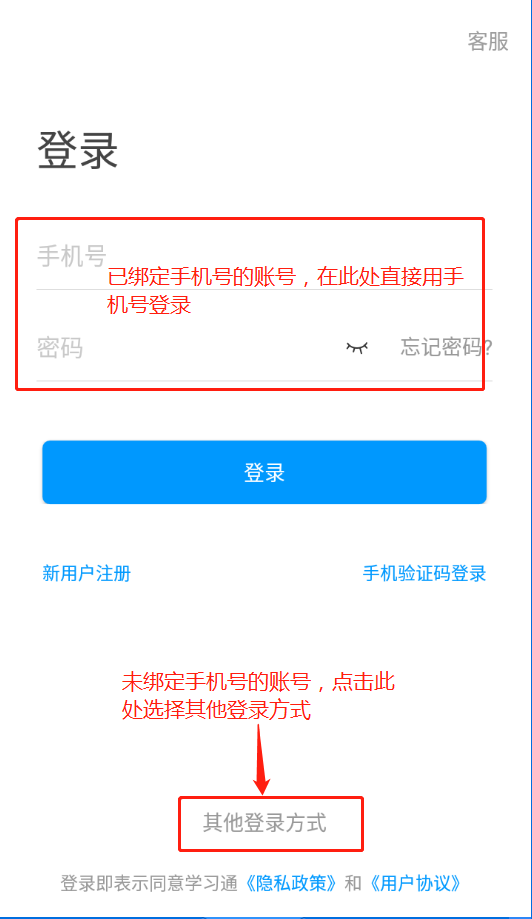 客服
登录
手机号
已绑定手机号的账号，在此处直接用手
机号登录
密码
忘记密码?
登录
新用户注册
手机验证码登录
未绑定手机号的账号，点击此
处选择其他登录方式
其他登录方式
登录即表示同意学习通《隐私政策》和《用户协议》